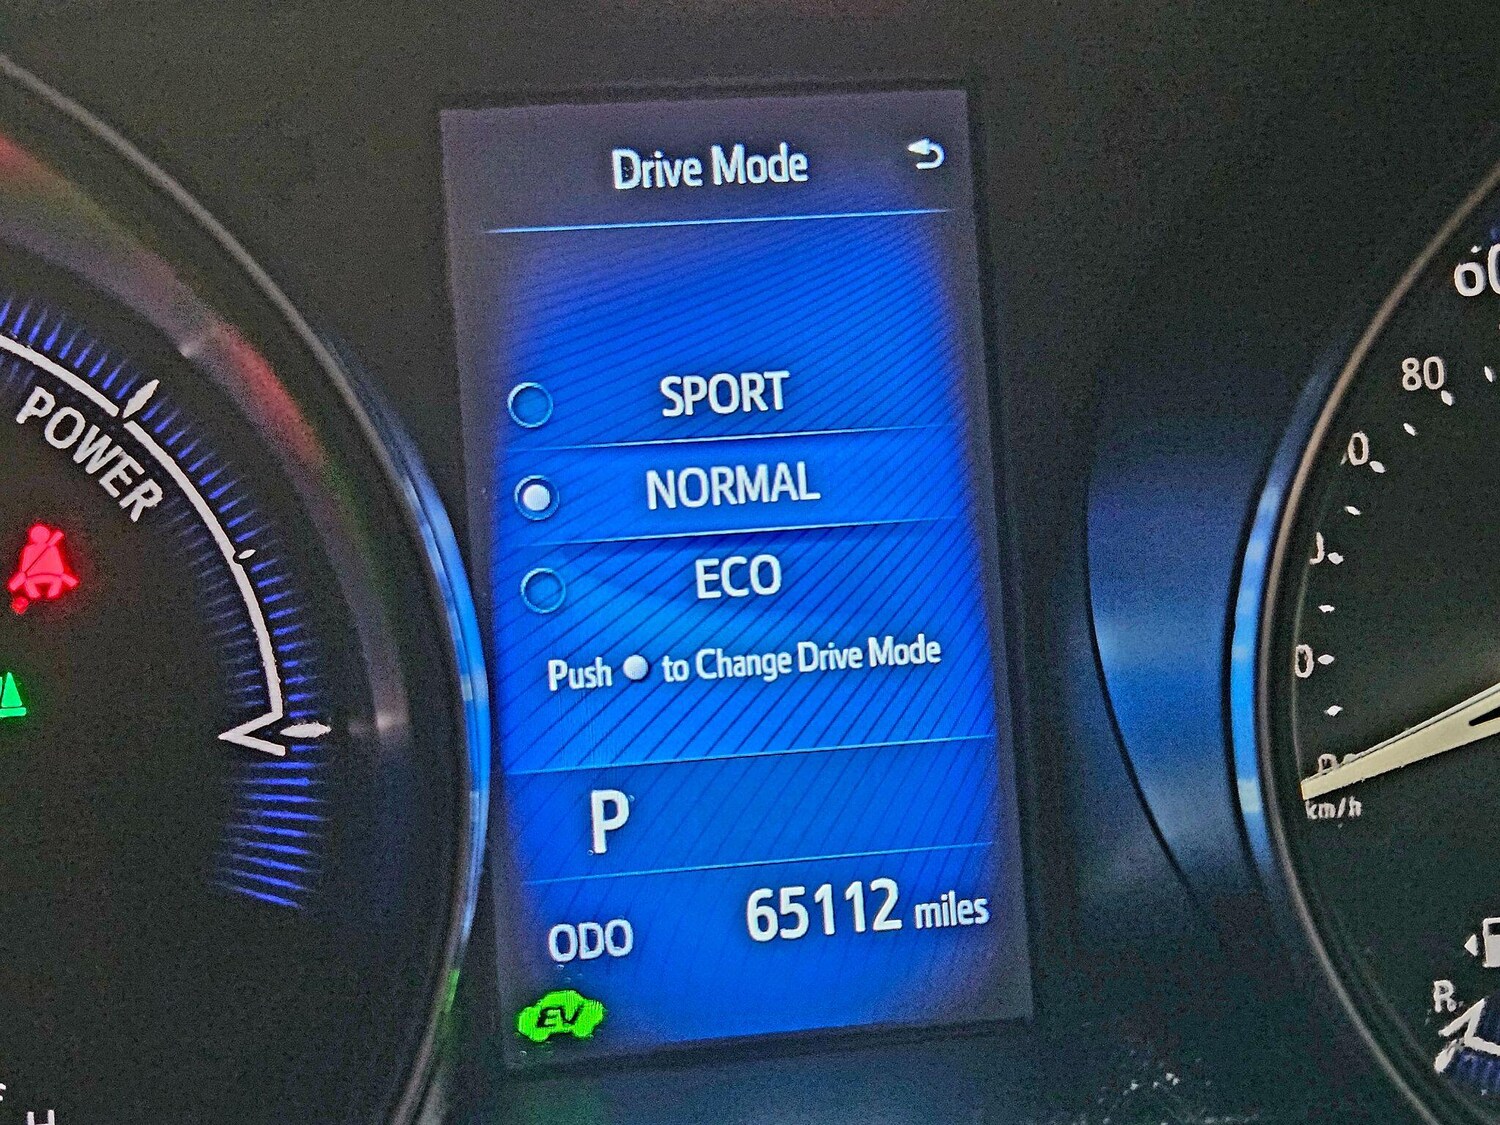 Drive Mode
SPORT
NORMAL
ECO
Push to Change Drive Mode
P
ODO 65112 miles
EV
POWER
80
km/h
R
H